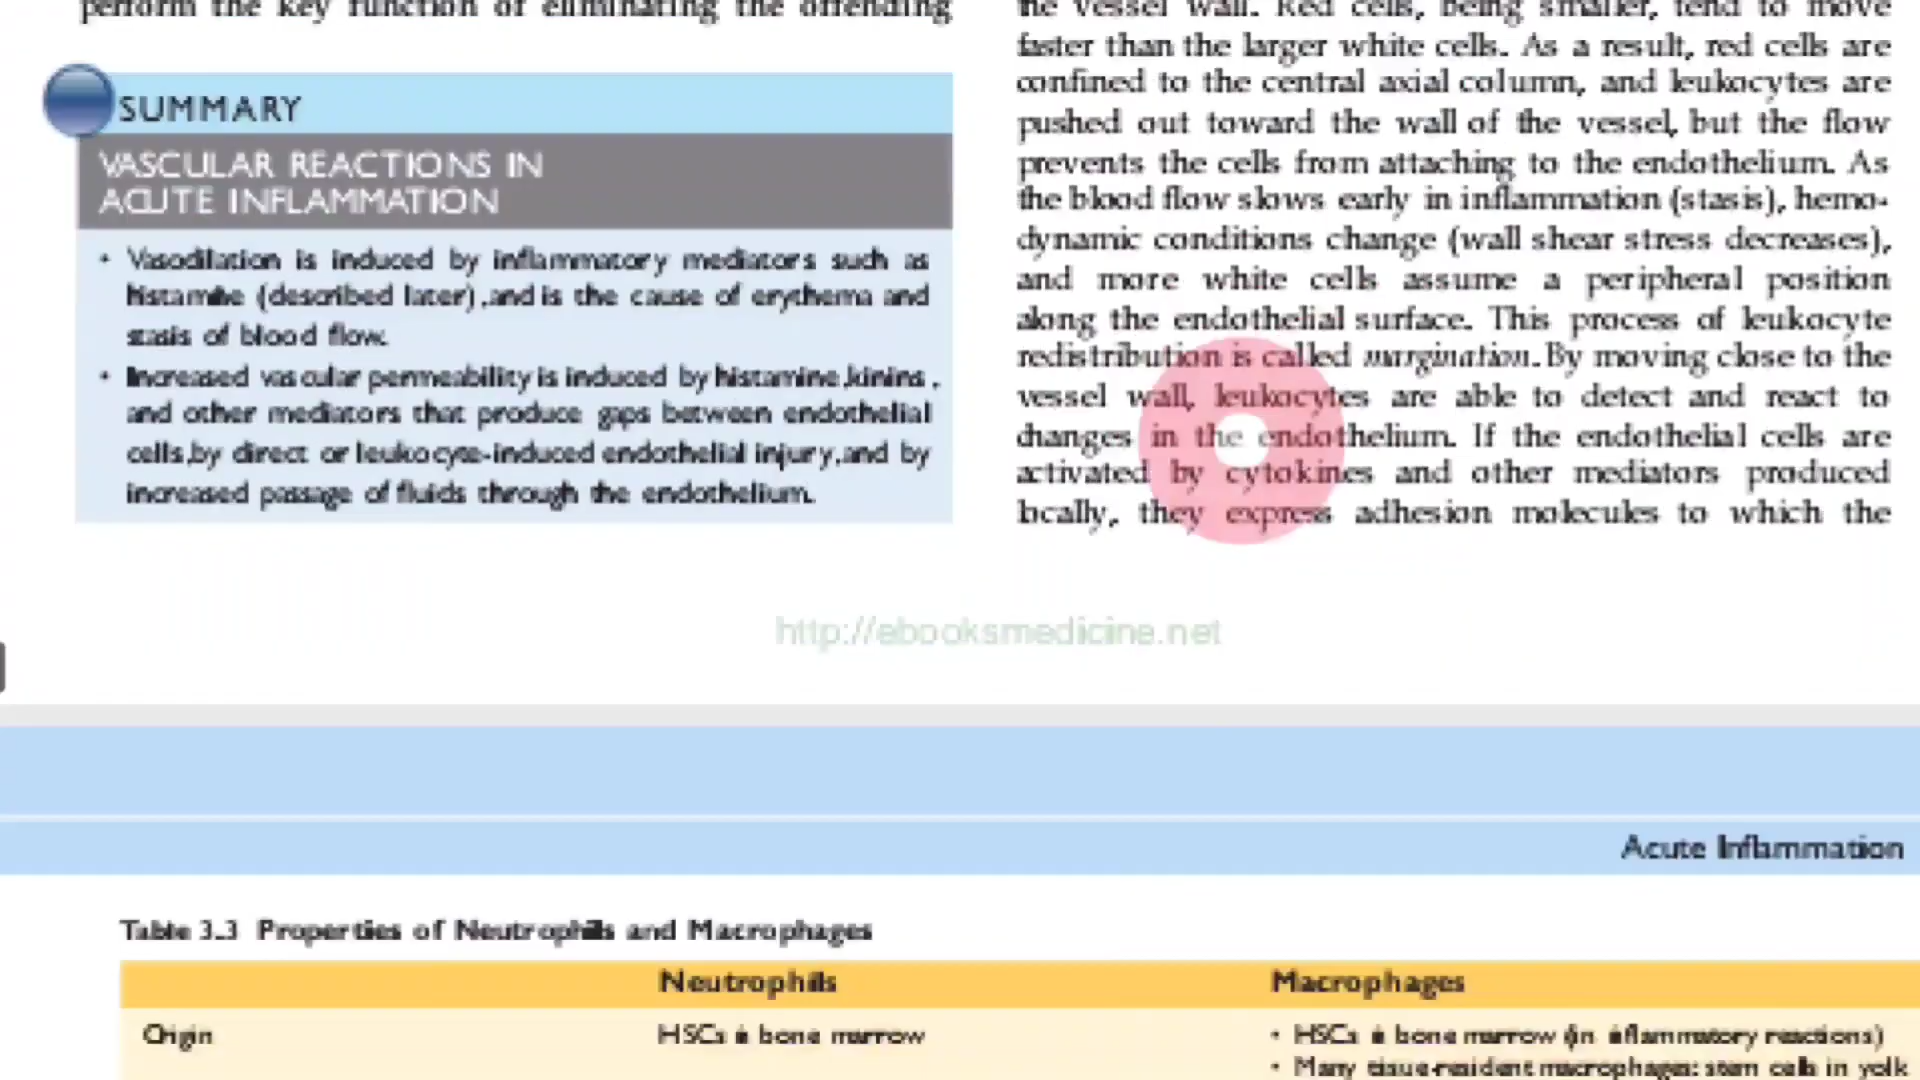 perform the key function of eliminating the offending
SUMMARY
VASCULAR REACTIONS IN
ACUTE INFLAMMATION
• Vasodilation is induced by inflammatory mediators such as
histamine (described later), and is the cause of erythema and
stasis of blood flow.
• Increased vascular permeability is induced by histamine, kinins,
and other mediators that produce gaps between endothelial
cells, by direct or leukocyte-induced endothelial injury, and by
increased passage of fluids through the endothelium.
the vessel wall. Red cells, being smaller, tend to move
faster than the larger white cells. As a result, red cells are
confined to the central axial column, and leukocytes are
pushed out toward the wall of the vessel, but the flow
prevents the cells from attaching to the endothelium. As
the blood flow slows early in inflammation (stasis), hemo-
dynamic conditions change (wall shear stress decreases),
and more white cells assume a peripheral position
along the endothelial surface. This process of leukocyte
redistribution is called margination. By moving close to the
vessel wall, leukocytes are able to detect and react to
changes in the endothelium. If the endothelial cells are
activated by cytokines and other mediators produced
locally, they express adhesion molecules to which the
http://ebooksmedicine.net
Acute Inflammation
Table 3.3 Properties of Neutrophils and Macrophages
Neutrophils Macrophages
Origin HSCs in bone marrow • HSCs in bone marrow (in inflammatory reactions)
• Many tissue-resident macrophages: stem cells in yolk